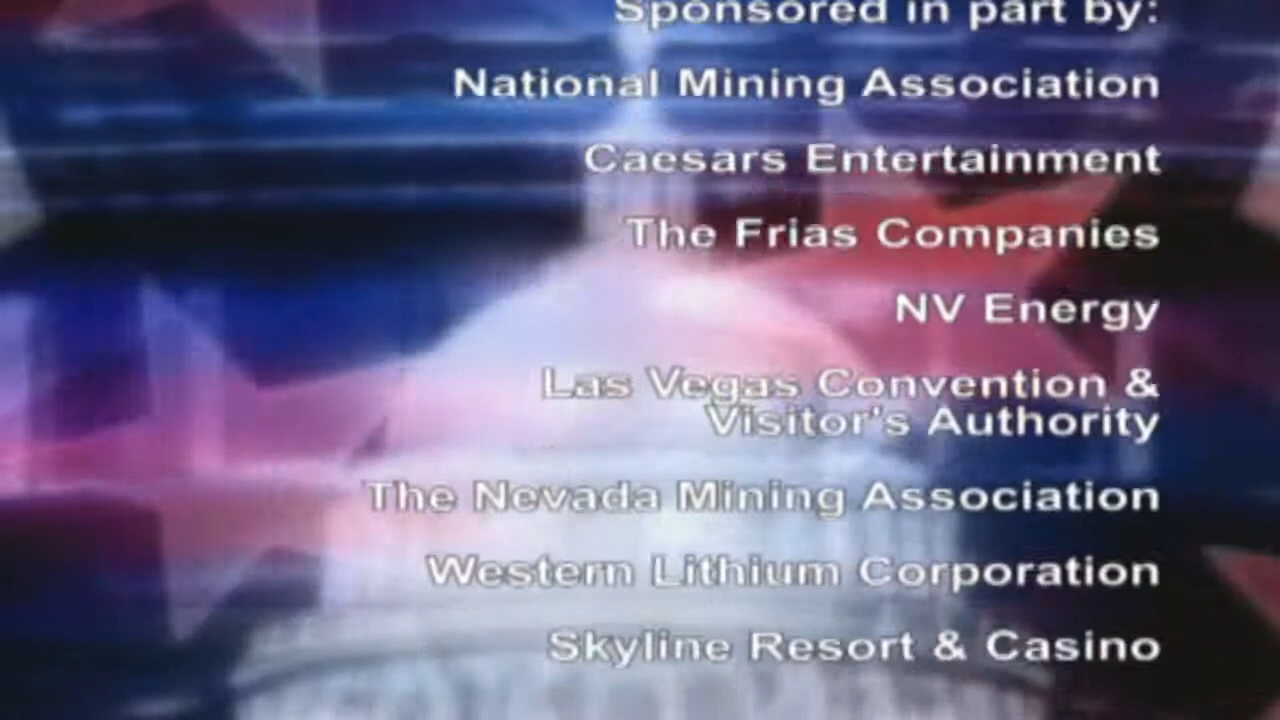 Sponsored in part by:
National Mining Association
Caesars Entertainment
The Frias Companies
NV Energy
Las Vegas Convention &
Visitor's Authority
The Nevada Mining Association
Western Lithium Corporation
Skyline Resort & Casino